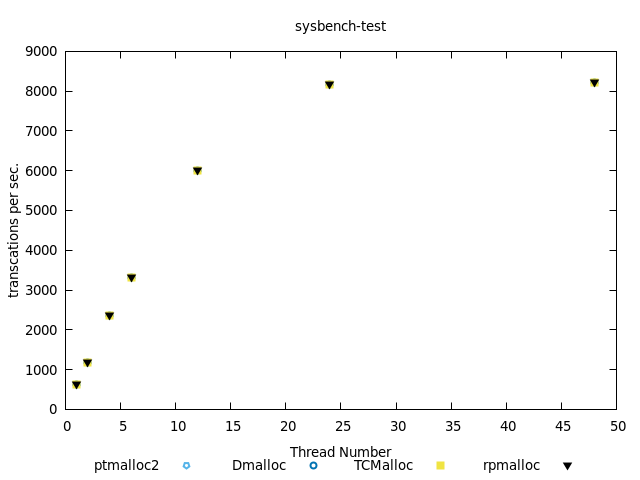 sysbench-test
9000
8000
7000
6000
5000
4000
3000
2000
1000
0
transcations per sec.
0 5 10 15 20 25 30 35 40 45 50
Thread Number
ptmalloc2 Dmalloc TCMalloc rpmalloc